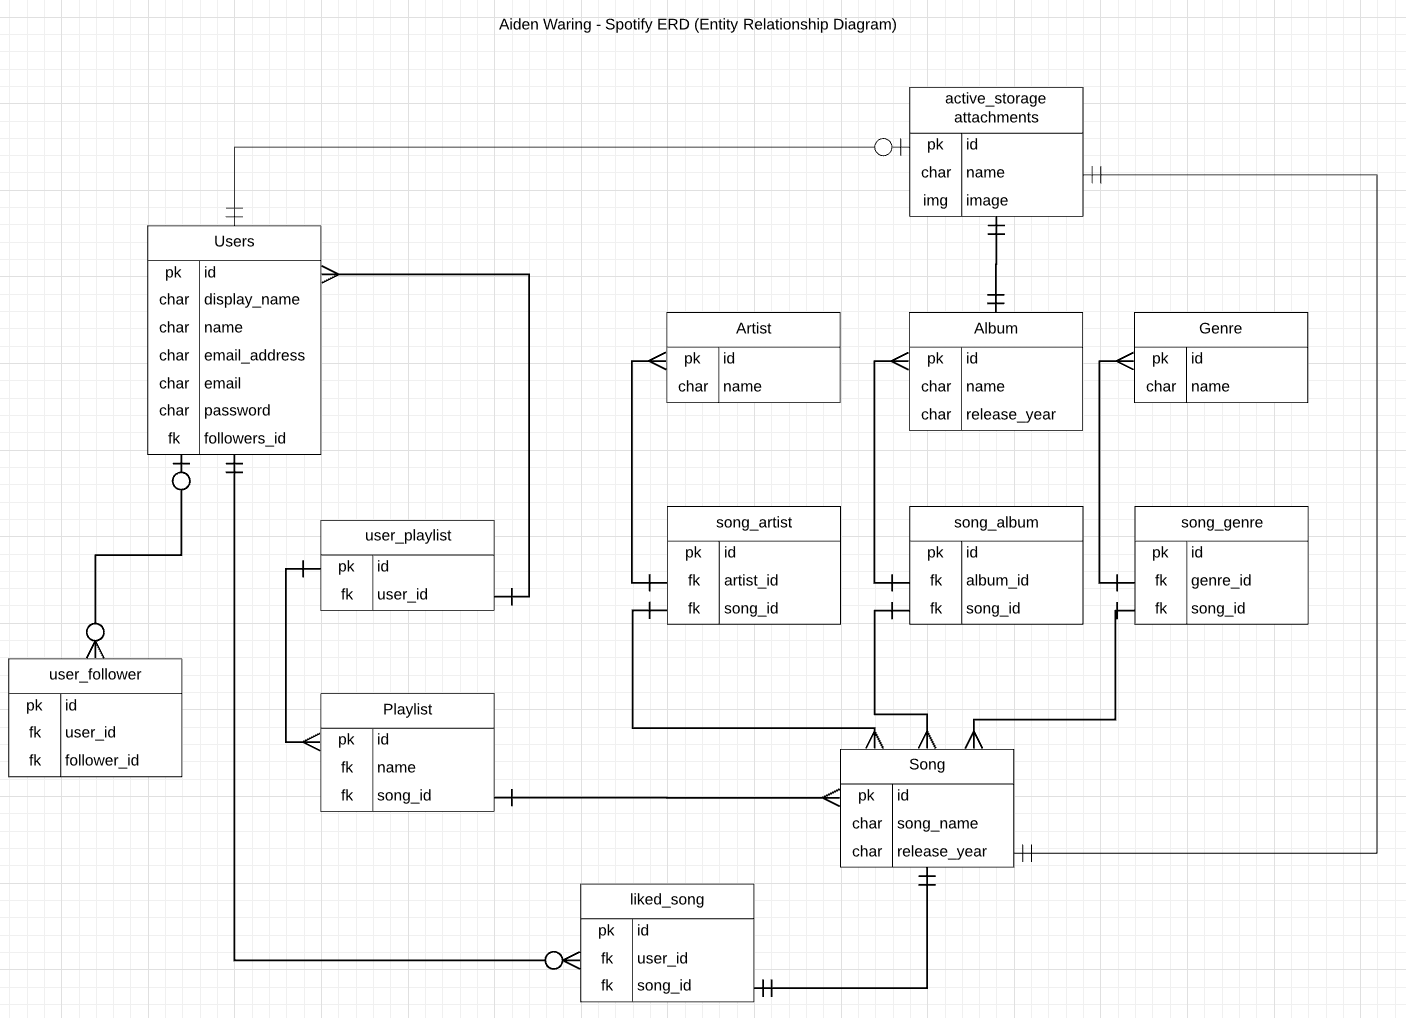 Aiden Waring - Spotify ERD (Entity Relationship Diagram)
active_storage
attachments
pk id
char name
img image
Users
pk id
char display_name
char name
char email_address
char email
char password
fk followers_id
Artist
pk id
char name
Album
pk id
char name
char release_year
Genre
pk id
char name
user_playlist
pk id
fk user_id
song_artist
pk id
fk artist_id
fk song_id
song_album
pk id
fk album_id
fk song_id
song_genre
pk id
fk genre_id
fk song_id
user_follower
pk id
fk user_id
fk follower_id
Playlist
pk id
fk name
fk song_id
Song
pk id
char song_name
char release_year
liked_song
pk id
fk user_id
fk song_id